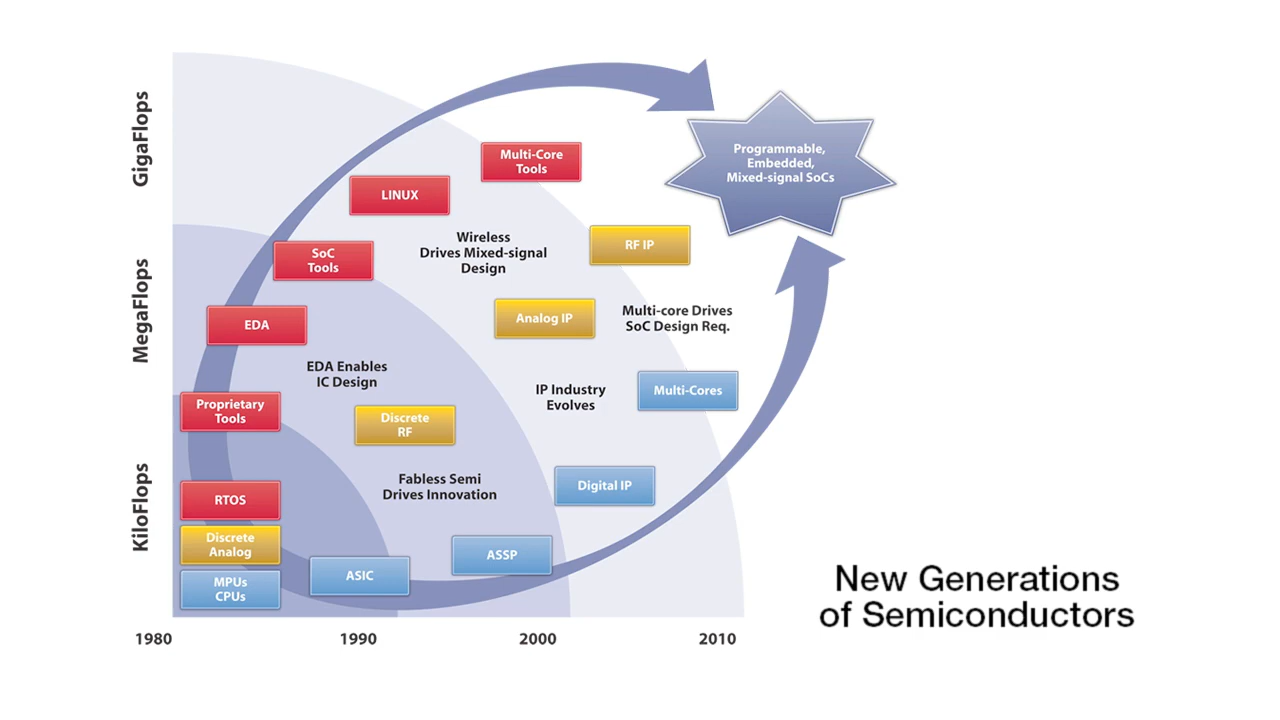 GigaFlops
MegaFlops
KiloFlops
Multi-Core
Tools
LINUX
SoC
Tools
EDA
Proprietary
Tools
RTOS
Discrete
Analog
MPUs
CPUs
Wireless
Drives Mixed-signal
Design
RF IP
Analog IP
Multi-core Drives
SoC Design Req.
EDA Enables
IC Design
IP Industry
Evolves
Multi-Cores
Discrete
RF
Fabless Semi
Drives Innovation
Digital IP
ASSP
ASIC
Programmable,
Embedded,
Mixed-signal SoCs
1980
1990
2000
2010
New Generations
of Semiconductors